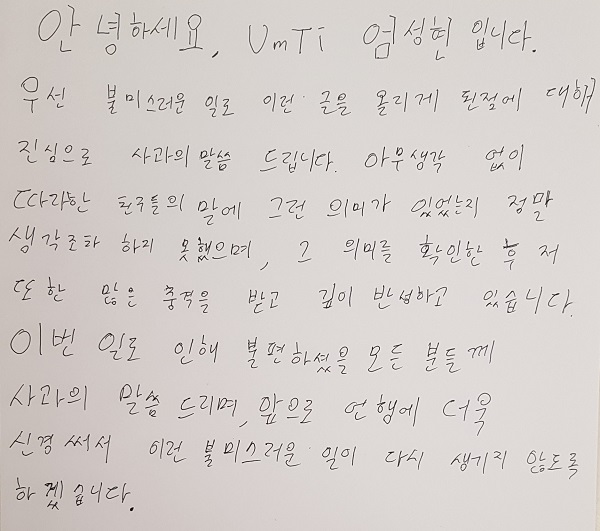 안녕하세요, UmTi 엄성현 입니다.
우선 불미스러운 일로 이런 글을 올리게 된점에 대해
진심으로 사과의 말씀 드립니다. 아무생각 없이
따라한 친구들의 말에 그런 의미가 있었는지 정말
생각조차 하지 못했으며, 그 의미를 확인한 후 저
또한 많은 충격을 받고 깊이 반성하고 있습니다.
이번 일로 인해 불편하셨을 모든 분들께
사과의 말씀 드리며, 앞으로 언행에 더욱
신경써서 이런 불미스러운 일이 다시 생기지 않도록
하겠습니다.